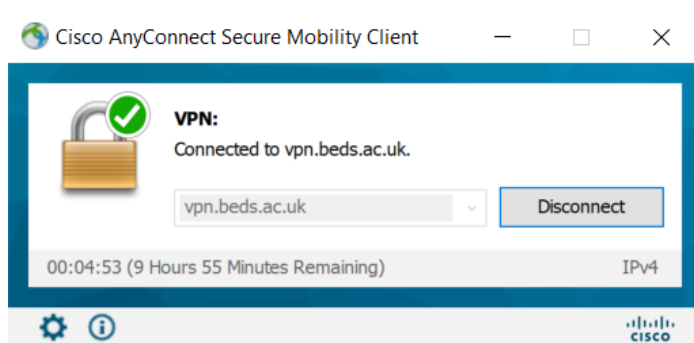 Cisco AnyConnect Secure Mobility Client
VPN:
Connected to vpn.beds.ac.uk.
vpn.beds.ac.uk
Disconnect
00:04:53 (9 Hours 55 Minutes Remaining)
IPv4
CISCO